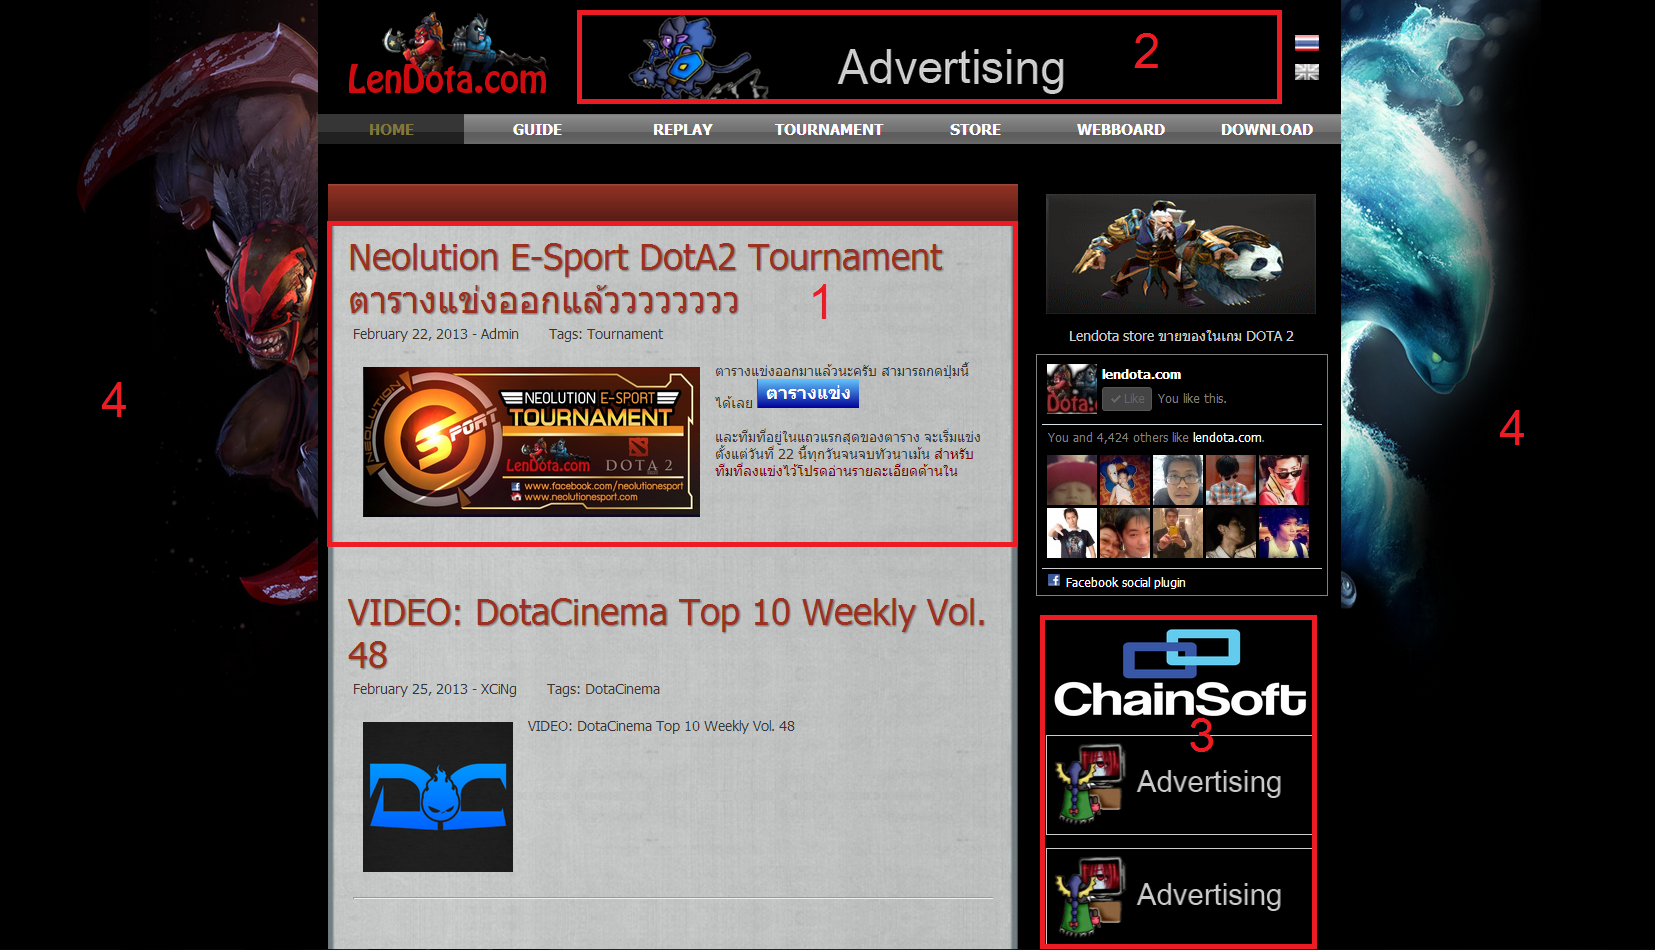 LenDota.com
Advertising
2
HOME
GUIDE
REPLAY
TOURNAMENT
STORE
WEBBOARD
DOWNLOAD
Neolution E-Sport DotA2 Tournament
ตารางแข่งออกแล้วววววววว
1
February 22, 2013 - Admin
Tags: Tournament
NEOLUTION
SPORT
NEOLUTION E-SPORT
TOURNAMENT
LenDota.com
DOTA 2
www.facebook.com/neolutionesport
www.neolutionesport.com
ตารางแข่งออกมาแล้วนะครับ สามารถกดปุ่มนี้
ได้เลย ตารางแข่ง
และทีมที่อยู่ในแถวแรกสุดของตาราง จะเริ่มแข่ง
ตั้งแต่วันที่ 22 นี้ทุกวันจนจบทัวนาเม้น สำหรับ
ทีมที่ลงแข่งไว้โปรดอ่านรายละเอียดด้านใน
VIDEO: DotaCinema Top 10 Weekly Vol.
48
February 25, 2013 - XCiNg
Tags: DotaCinema
DC
VIDEO: DotaCinema Top 10 Weekly Vol. 48
Lendota store ขายของในเกม DOTA 2
Dota
lendota.com
Like
You like this.
You and 4,424 others like lendota.com.
Facebook social plugin
ChainSoft
3
Advertising
Advertising
4
4